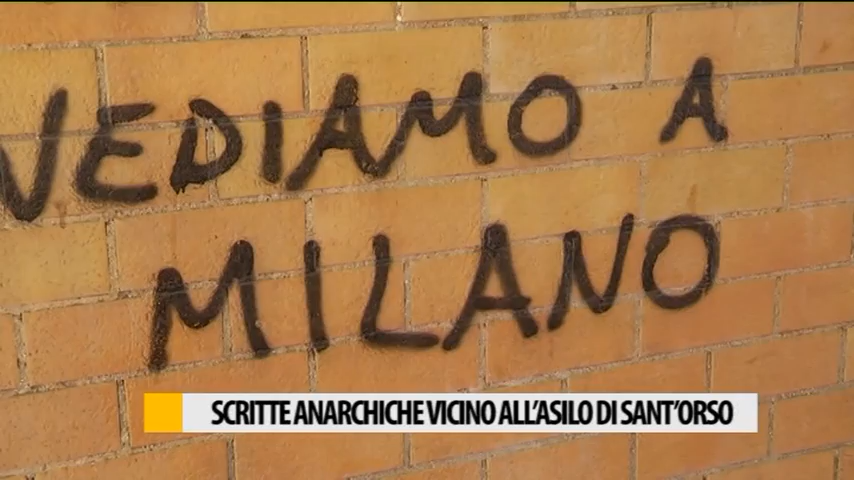 VEDIAMO A
MILANO
SCRITTE ANARCHICHE VICINO ALL'ASILO DI SANT'ORSO